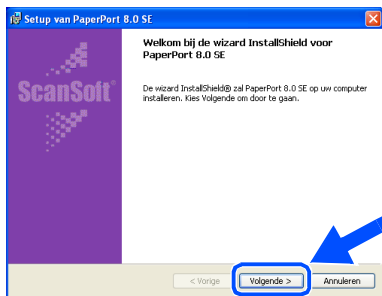 Setup van PaperPort 8.0 SE
Welkom bij de wizard InstallShield voor
PaperPort 8.0 SE
ScanSoft®
De wizard InstallShield® zal PaperPort 8.0 SE op uw computer
installeren. Kies Volgende om door te gaan.
< Vorige
Volgende >
Annuleren